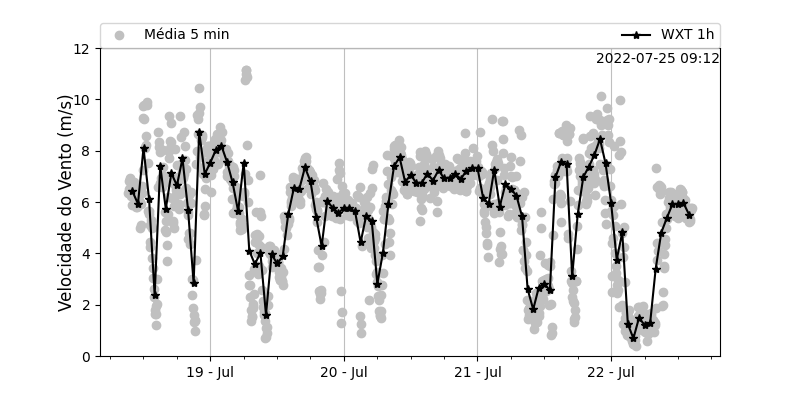 Média 5 min
WXT 1h
2022-07-25 09:12
Velocidade do Vento (m/s)
12
10
8
6
4
2
0
19 - Jul
20 - Jul
21 - Jul
22 - Jul